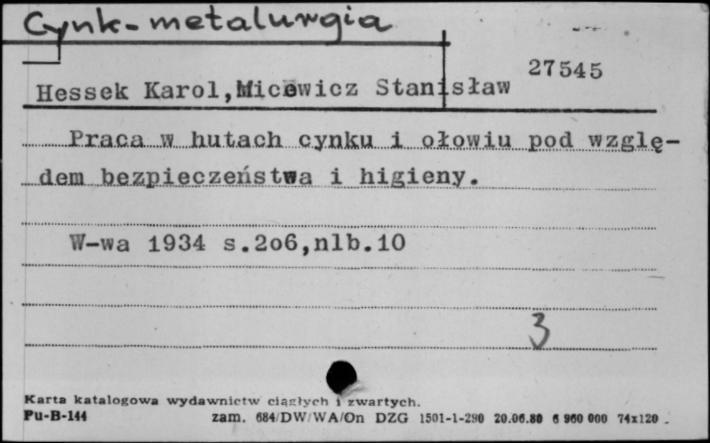 Cynk-metalurgia
27545
Hessek Karol,Micewicz Stanisław
Praca w hutach cynku i ołowiu pod wzglę-
dem bezpieczeństwa i higieny.
W-wa 1934 s.2o6,nlb.10
3
Karta katalogowa wydawnictw ciągłych i zwartych.
Pu-B-144 zam. 684/DW/WA/On DZG 1501-1-290 20.06.80 6 960 000 74x120